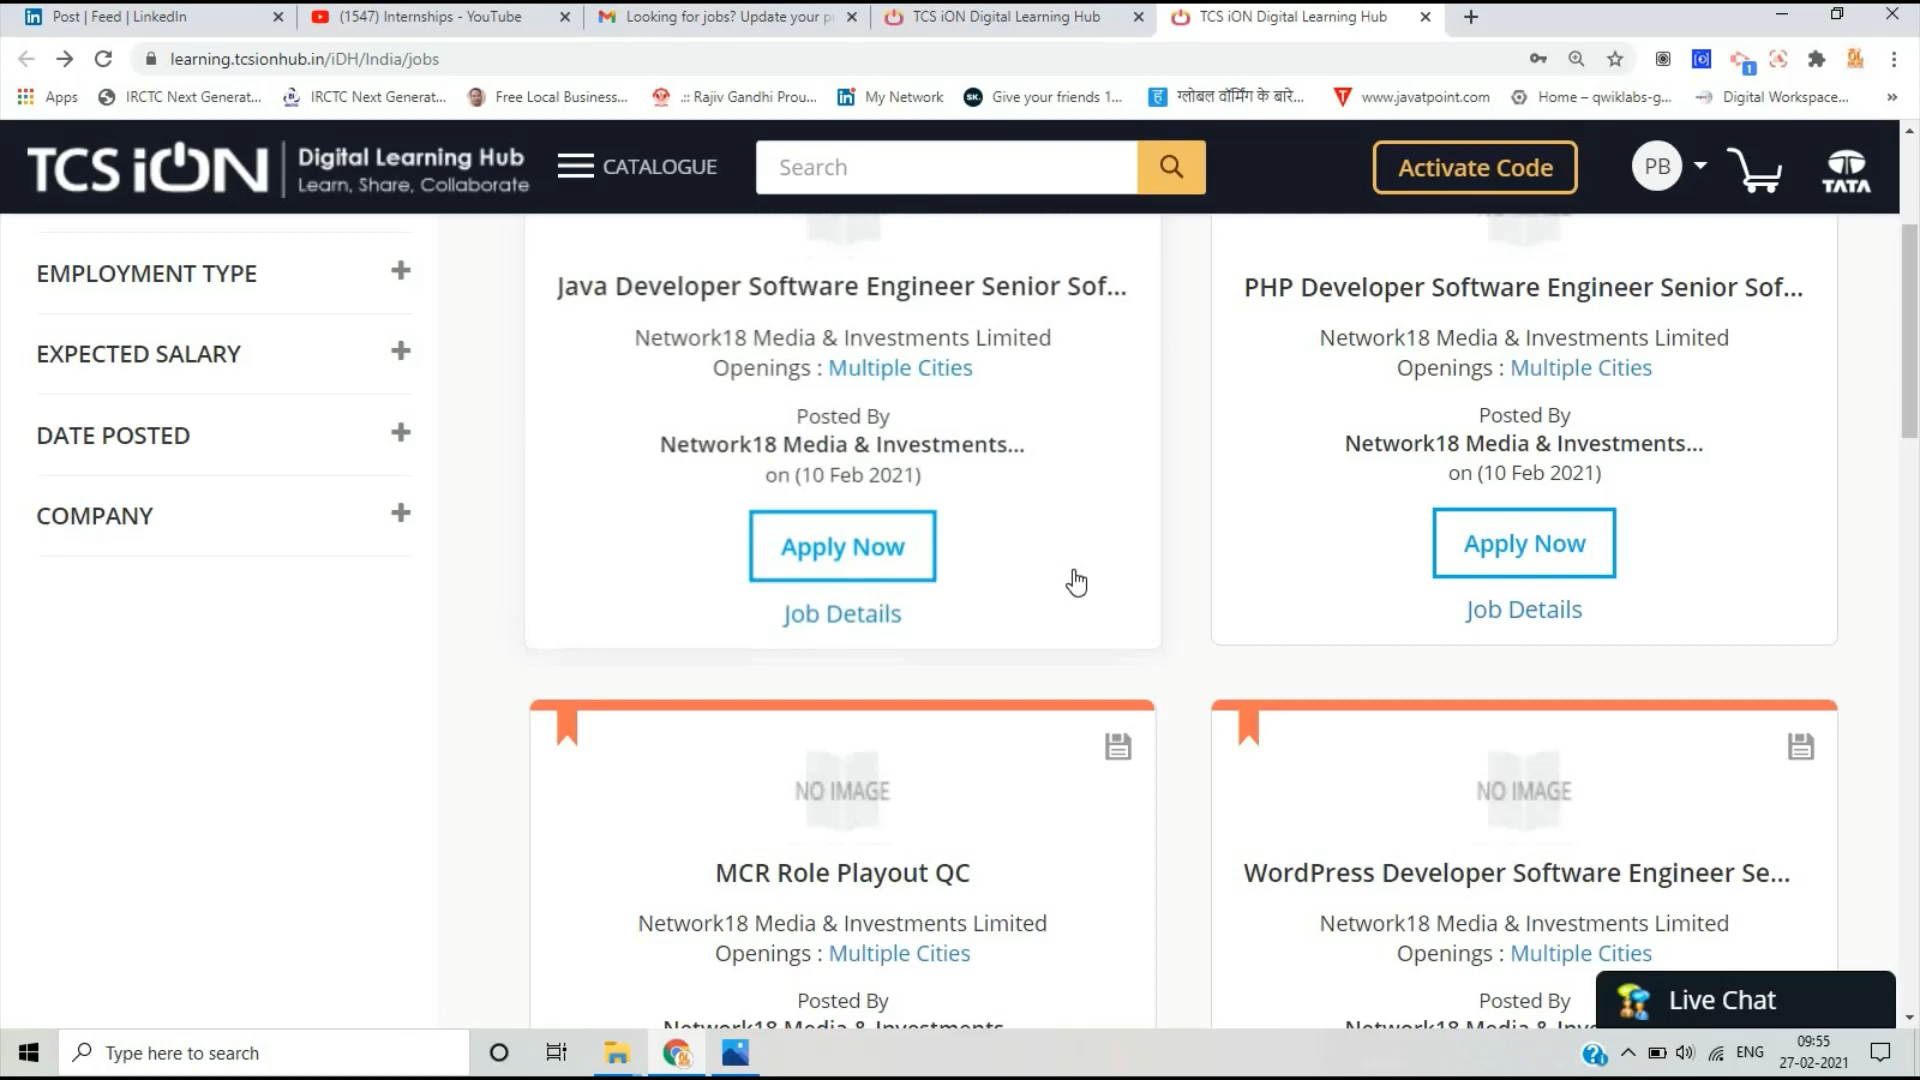 Post | Feed | LinkedIn
(1547) Internships - YouTube
Looking for jobs? Update your p
TCS iON Digital Learning Hub
TCS iON Digital Learning Hub
learning.tcsionhub.in/iDH/India/jobs
1
Apps
IRCTC Next Generat...
IRCTC Next Generat...
Free Local Business...
.:: Rajiv Gandhi Prou...
My Network
SK.
Give your friends 1...
ग्लोबल वॉर्मिंग के बारे...
www.javatpoint.com
Home – qwiklabs-g...
Digital Workspace...
»
TCS iON
Digital Learning Hub
Learn, Share, Collaborate
CATALOGUE
Search
Activate Code
PB
TATA
EMPLOYMENT TYPE
EXPECTED SALARY
DATE POSTED
COMPANY
Java Developer Software Engineer Senior Sof...
Network18 Media & Investments Limited
Openings : Multiple Cities
Posted By
Network18 Media & Investments...
on (10 Feb 2021)
Apply Now
Job Details
PHP Developer Software Engineer Senior Sof...
Network18 Media & Investments Limited
Openings : Multiple Cities
Posted By
Network18 Media & Investments...
on (10 Feb 2021)
Apply Now
Job Details
NO IMAGE
MCR Role Playout QC
Network18 Media & Investments Limited
Openings : Multiple Cities
Posted By
Network18 Media & Investments
NO IMAGE
WordPress Developer Software Engineer Se...
Network18 Media & Investments Limited
Openings : Multiple Cities
Posted By
Network18 Media & Inve
Live Chat
Type here to search
ENG
09:55
27-02-2021